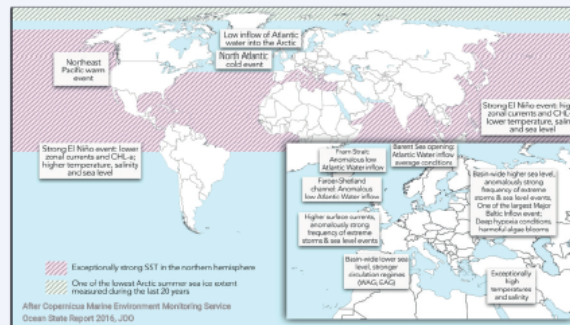 Low inflow of Atlantic
water into the Arctic
North Atlantic
cold event
Northeast
Pacific warm
event
Strong El Niño event: hig
zonal currents and CHL-
lower temperature, salin
and sea level
Strong El Niño event: lower
zonal currents and CHL-a;
higher temperature, salinity
and sea level
Fram Strait:
Anomalous low
Atlantic Water inflow
Barent Sea opening:
Atlantic Water inflow
average conditions
Faroer-Shetland
channel: Anomalous
low Atlantic Water inflow
Basin-wide higher sea level,
anomalously strong
frequency of extreme
storms & sea level events,
One of the largest Major
Baltic Inflow event;
Deep hypoxia conditions,
harmful algae blooms
Higher surface currents,
anomalously strong
frequency of extreme
storms & sea level events
Basin-wide lower sea
level, stronger
circulation regimes
(WAG; EAG)
Exceptionally
high
temperatures
and salinity
Exceptionally strong SST in the northern hemisphere
One of the lowest Arctic summer sea ice extent
measured during the last 20 years
After Copernicus Marine Environment Monitoring Service
Ocean State Report 2016, JOO